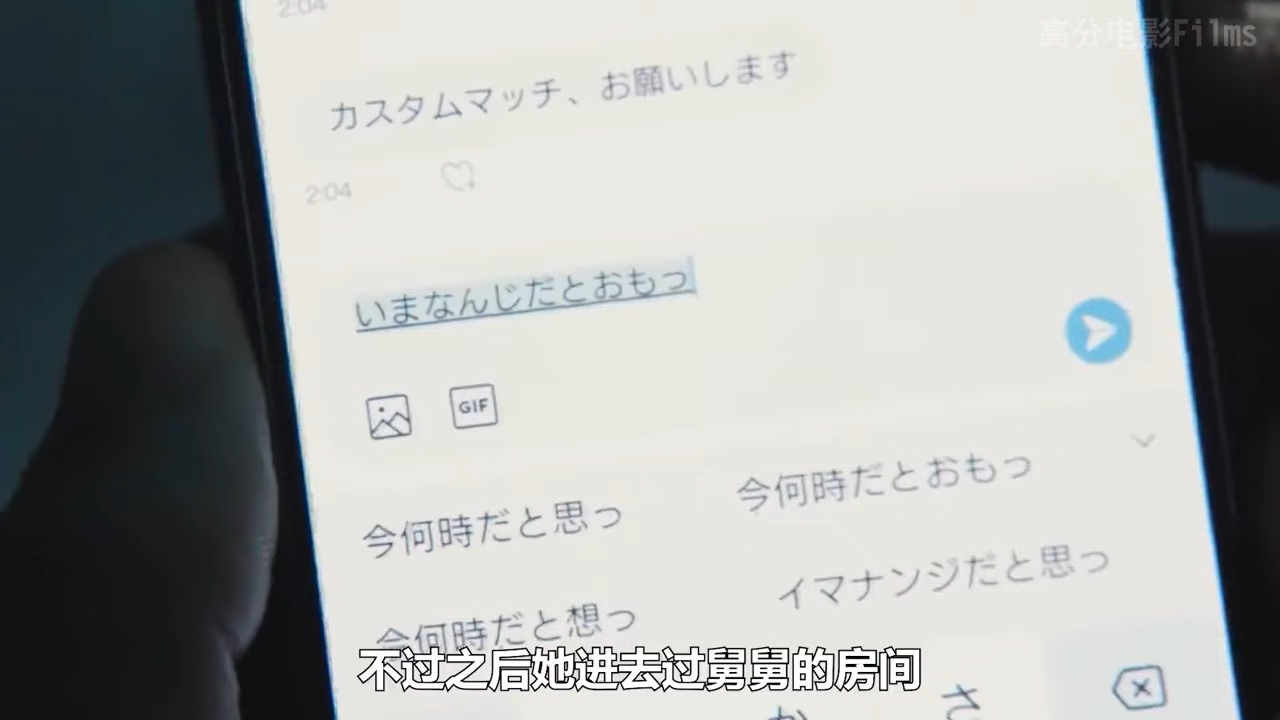 2:04
高分电影Films
カスタムマッチ、お願いします
2:04
いまなんじだとおもっ
GIF
今何時だと思っ
今何時だとおもっ
今何時だと想っ
イマナンジだと思っ
不过之后她进去过舅舅的房间
か
さ